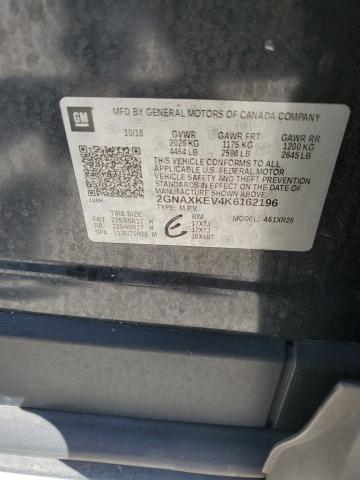 GM
MFD BY GENERAL MOTORS OF CANADA COMPANY
10/18 GVWR GAWR FRT GAWR RR
2025 KG 1175 KG 1200 KG
4464 LB 2590 LB 2645 LB
THIS VEHICLE CONFORMS TO ALL
APPLICABLE U.S. FEDERAL MOTOR
VEHICLE SAFETY AND THEFT PREVENTION
STANDARDS IN EFFECT ON THE DATE OF
MANUFACTURE SHOWN ABOVE.
2GNAXKEV4K6162196
TYPE: M.P.V. MODEL: 461XR26
RIM
FRT 225/65R17 H 17X7J
RR 225/65R17 H 17X7J
SPA T135/70R16 M 16X4BT